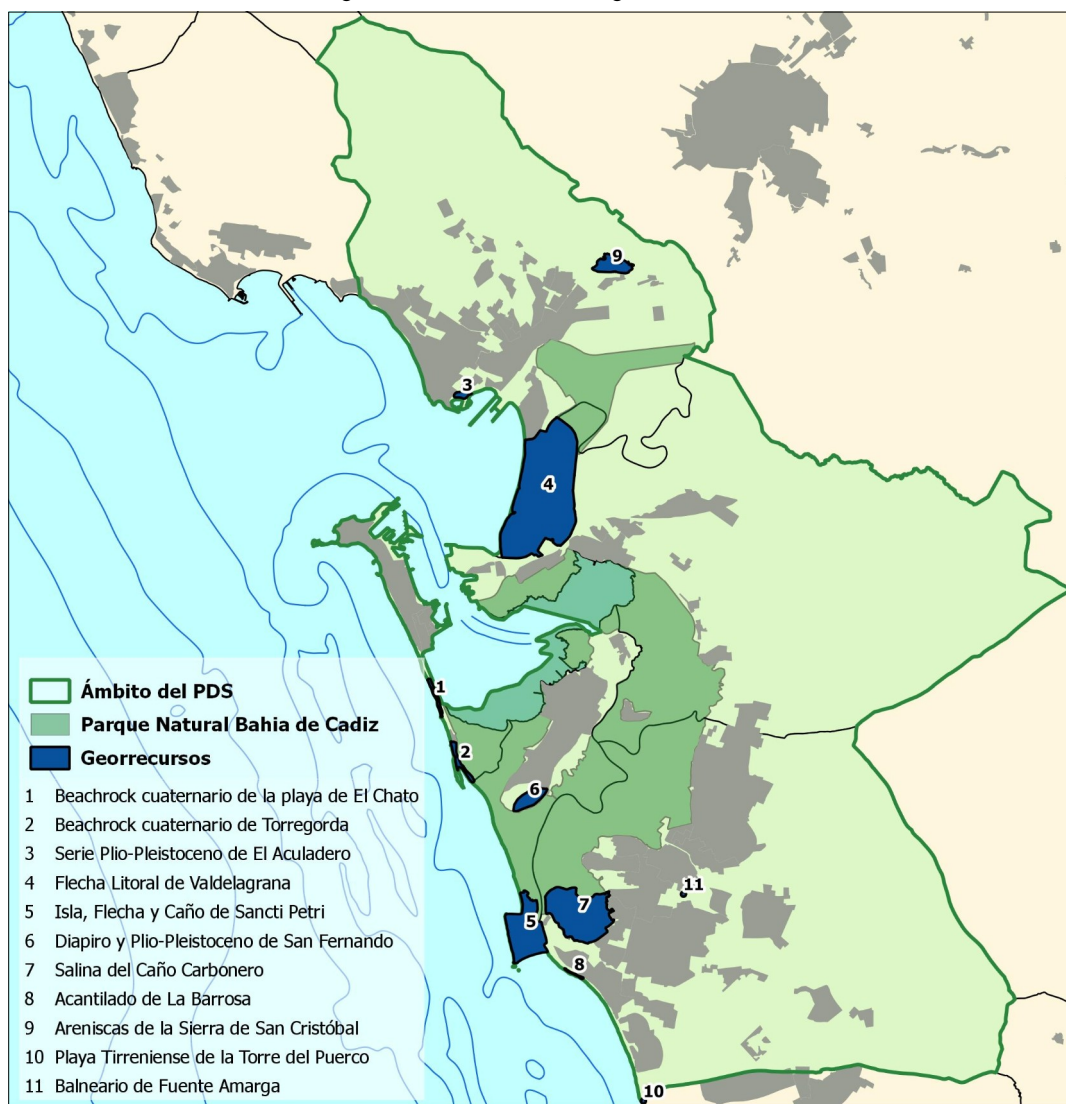 9
3
4
1
2
6
11
7
5
8
10
Ámbito del PDS
Parque Natural Bahia de Cadiz
Georrecursos
1 Beachrock cuaternario de la playa de El Chato
2 Beachrock cuaternario de Torregorda
3 Serie Plio-Pleistoceno de El Aculadero
4 Flecha Litoral de Valdelagrana
5 Isla, Flecha y Caño de Sancti Petri
6 Diapiro y Plio-Pleistoceno de San Fernando
7 Salina del Caño Carbonero
8 Acantilado de La Barrosa
9 Areniscas de la Sierra de San Cristóbal
10 Playa Tirreniense de la Torre del Puerco
11 Balneario de Fuente Amarga